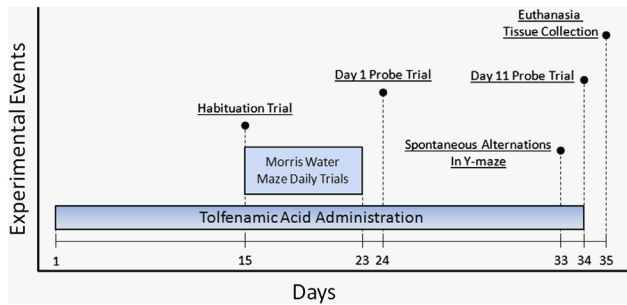 Euthanasia
Tissue Collection
Day 1 Probe Trial
Day 11 Probe Trial
Habituation Trial
Spontaneous Alternations
In Y-maze
Morris Water
Maze Daily Trials
Tolfenamic Acid Administration
1 15 23 24 33 34 35
Days
Experimental Events